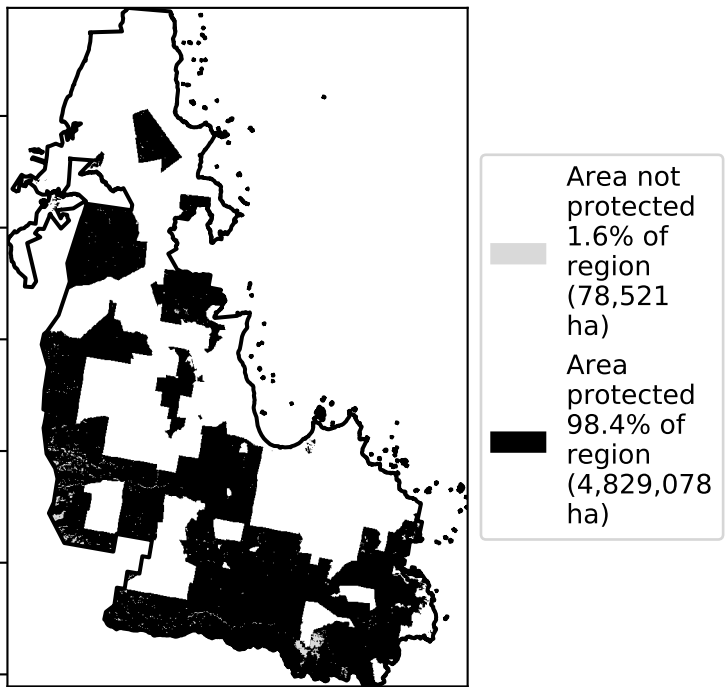 Area not
protected
1.6% of
region
(78,521
ha)
Area
protected
98.4% of
region
(4,829,078
ha)